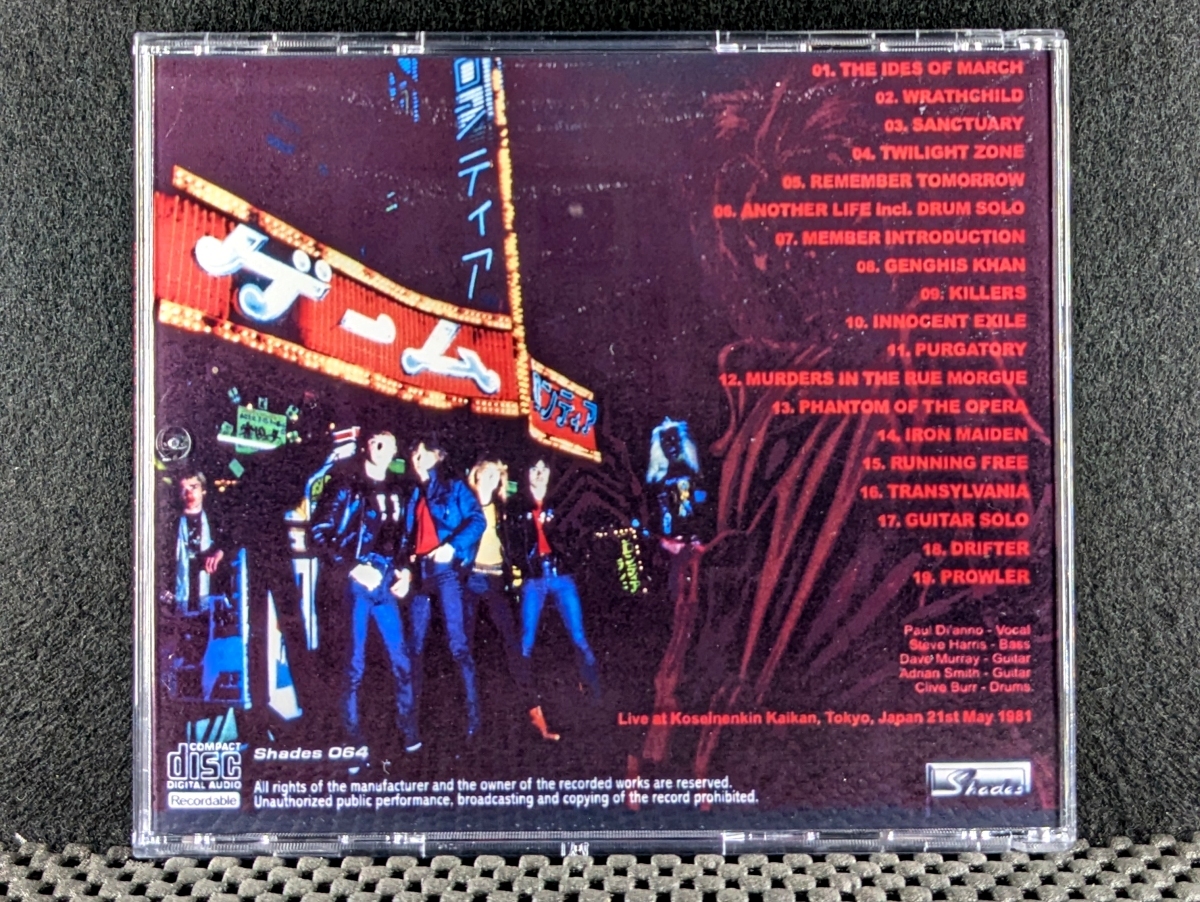 01. THE IDES OF MARCH
02. WRATHCHILD
03. SANCTUARY
04. TWILIGHT ZONE
05. REMEMBER TOMORROW
06. ANOTHER LIFE Incl. DRUM SOLO
07. MEMBER INTRODUCTION
08. GENGHIS KHAN
09. KILLERS
10. INNOCENT EXILE
11. PURGATORY
12. MURDERS IN THE RUE MORGUE
13. PHANTOM OF THE OPERA
14. IRON MAIDEN
15. RUNNING FREE
16. TRANSYLVANIA
17. GUITAR SOLO
18. DRIFTER
19. PROWLER
ティア
ゲーム
Paul Di'anno - Vocal
Steve Harris - Bass
Dave Murray - Guitar
Adrian Smith - Guitar
Clive Burr - Drums
Live at Koseinenkin Kaikan, Tokyo, Japan 21st May 1981
COMPACT
disc
DIGITAL AUDIO
Recordable
Shades 064
All rights of the manufacturer and the owner of the recorded works are reserved.
Unauthorized public performance, broadcasting and copying of the record prohibited.
Shades